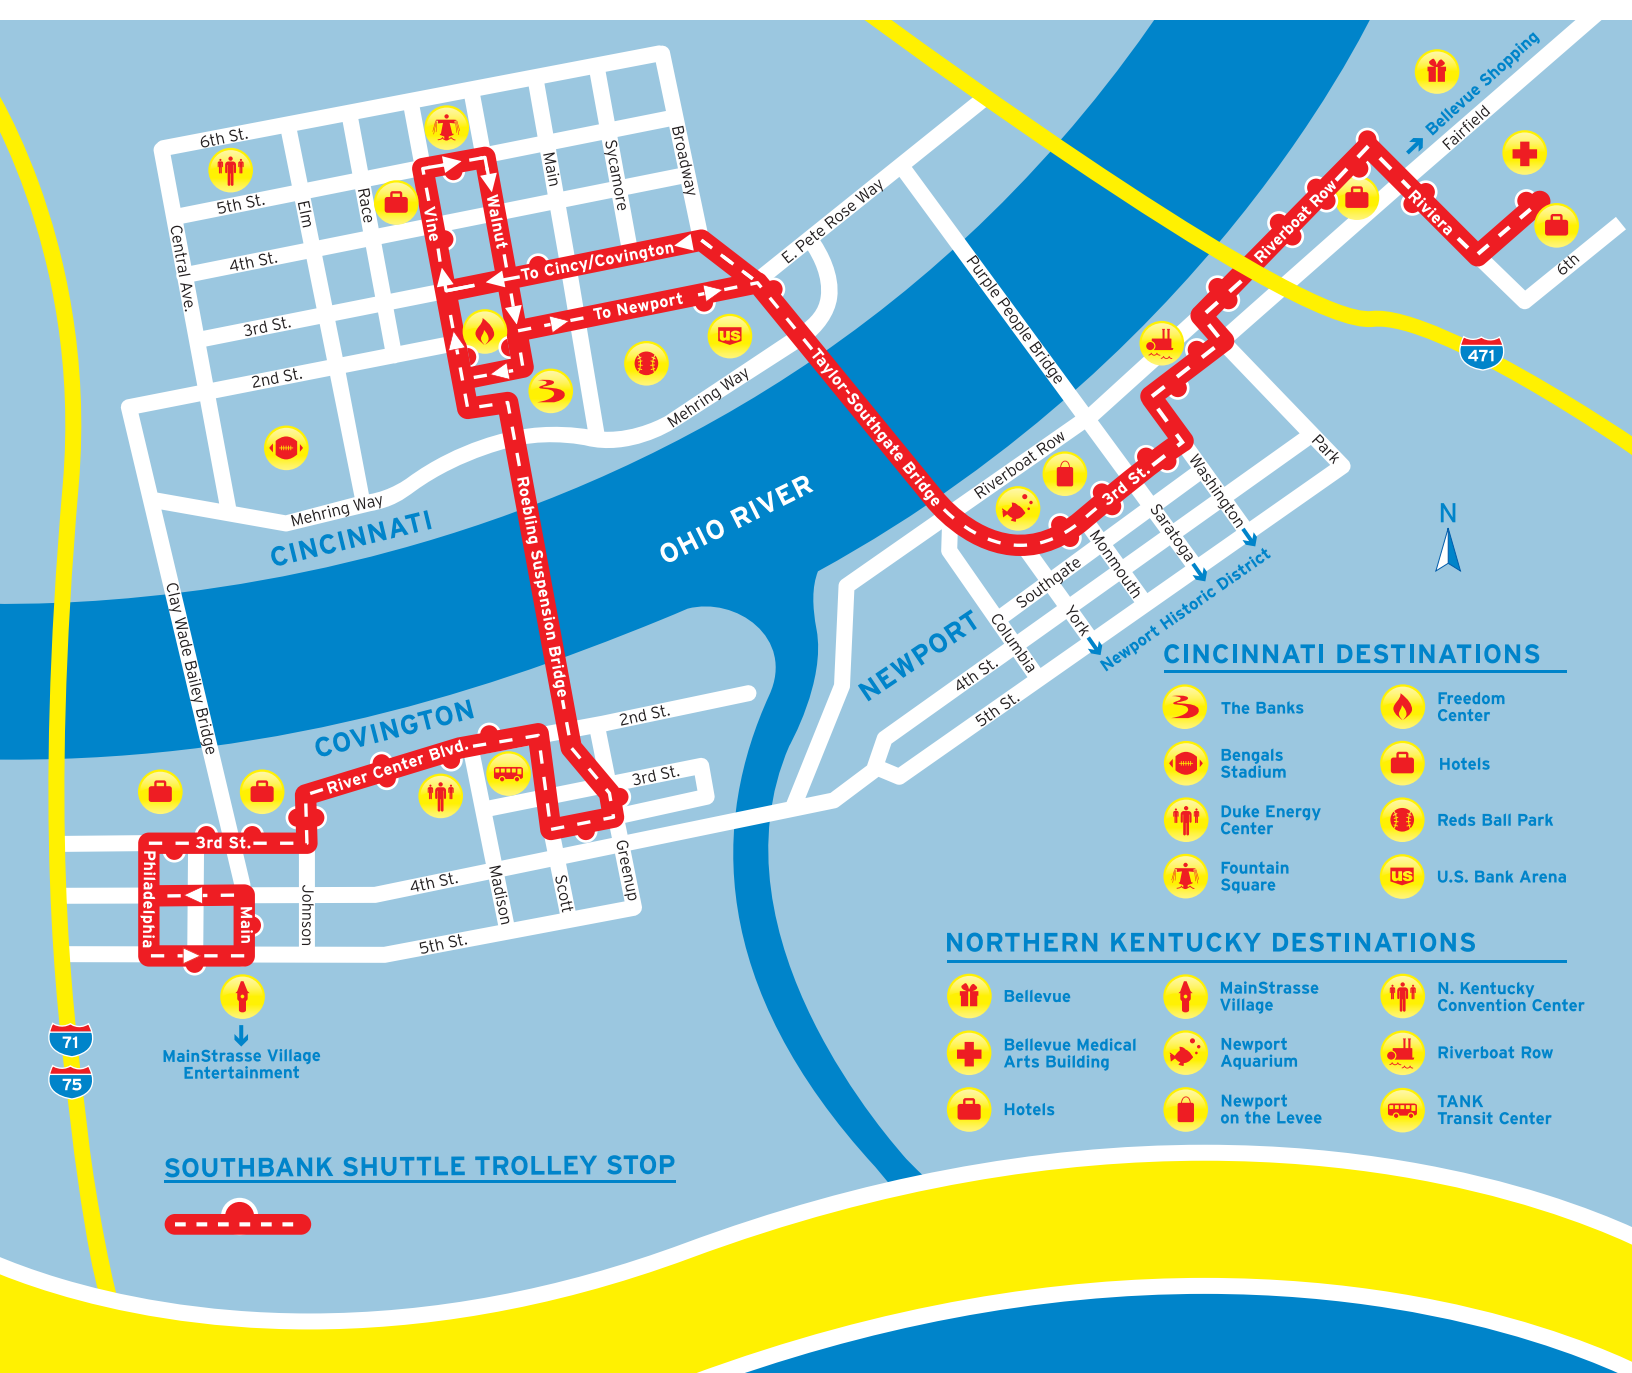 Bellevue Shopping
Fairfield
6th St.
5th St.
4th St.
3rd St.
2nd St.
Central Ave.
Elm
Race
Vine
Walnut
Main
Sycamore
Broadway
To Cincy/Covington
To Newport
E. Pete Rose Way
Mehring Way
Mehring Way
US
Purple People Bridge
Taylor-Southgate Bridge
Roebling Suspension Bridge
Clay Wade Bailey Bridge
Riverboat Row
Riviera
6th
471
CINCINNATI
OHIO RIVER
COVINGTON
NEWPORT
Riverboat Row
3rd St.
Park
Washington
Saratoga
Monmouth
Southgate
York
Columbia
4th St.
5th St.
Newport Historic District
N
2nd St.
3rd St.
River Center Blvd.
3rd St.
Philadelphia
Main
Johnson
4th St.
5th St.
Madison
Scott
Greenup
MainStrasse Village
Entertainment
71
75
CINCINNATI DESTINATIONS
The Banks
Freedom
Center
Bengals
Stadium
Hotels
Duke Energy
Center
Reds Ball Park
Fountain
Square
US
U.S. Bank Arena
NORTHERN KENTUCKY DESTINATIONS
Bellevue
MainStrasse
Village
N. Kentucky
Convention Center
Bellevue Medical
Arts Building
Newport
Aquarium
Riverboat Row
Hotels
Newport
on the Levee
TANK
Transit Center
SOUTHBANK SHUTTLE TROLLEY STOP